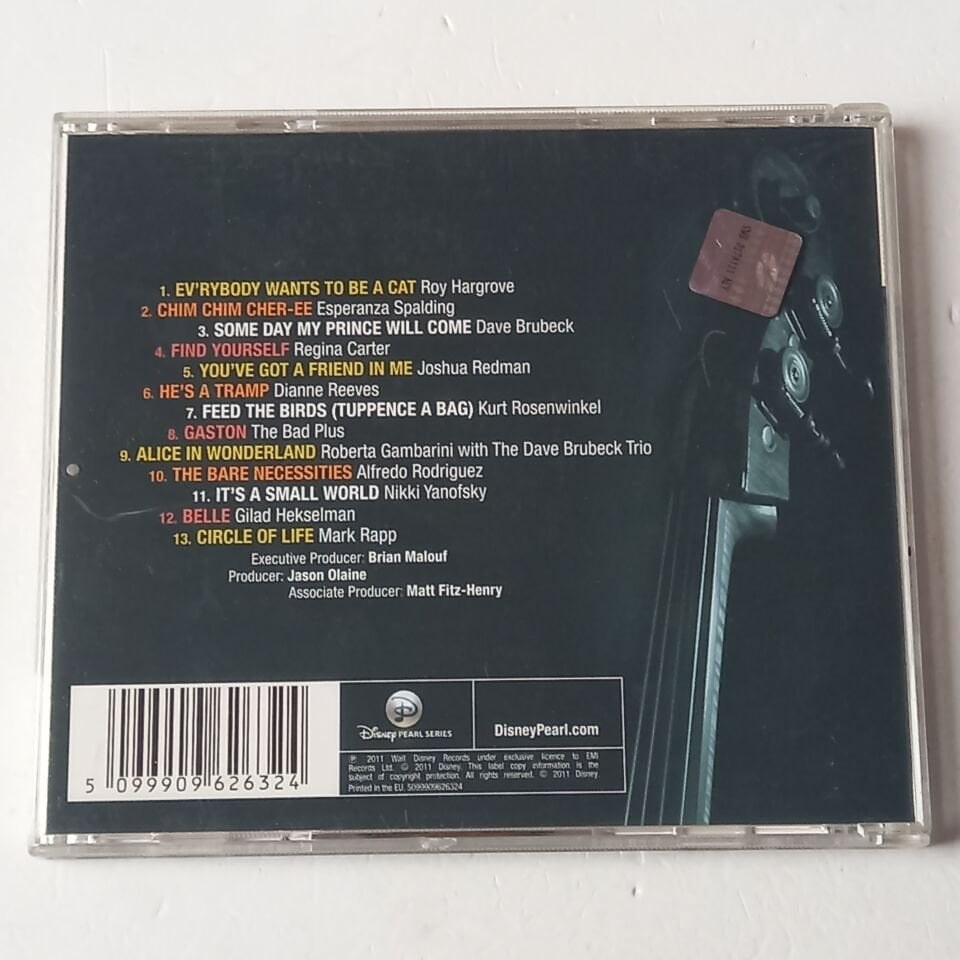 1. EV'RYBODY WANTS TO BE A CAT Roy Hargrove
2. CHIM CHIM CHER-EE Esperanza Spalding
3. SOME DAY MY PRINCE WILL COME Dave Brubeck
4. FIND YOURSELF Regina Carter
5. YOU'VE GOT A FRIEND IN ME Joshua Redman
6. HE'S A TRAMP Dianne Reeves
7. FEED THE BIRDS (TUPPENCE A BAG) Kurt Rosenwinkel
8. GASTON The Bad Plus
9. ALICE IN WONDERLAND Roberta Gambarini with The Dave Brubeck Trio
10. THE BARE NECESSITIES Alfredo Rodriguez
11. IT'S A SMALL WORLD Nikki Yanofsky
12. BELLE Gilad Hekselman
13. CIRCLE OF LIFE Mark Rapp
Executive Producer: Brian Malouf
Producer: Jason Olaine
Associate Producer: Matt Fitz-Henry
5 099909 626324
DISNEY PEARL SERIES
DisneyPearl.com
℗ 2011 Walt Disney Records under exclusive licence to EMI
Records Ltd. © 2011 Disney. This label copy information is the
subject of copyright protection. All rights reserved. © 2011 Disney.
Printed in the EU. 5099909626324